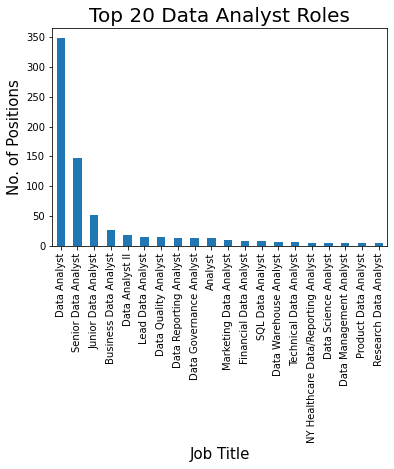 Top 20 Data Analyst Roles
No. of Positions
350
300
250
200
150
100
50
0
Data Analyst
Senior Data Analyst
Junior Data Analyst
Business Data Analyst
Data Analyst II
Lead Data Analyst
Data Quality Analyst
Data Reporting Analyst
Data Governance Analyst
Analyst
Marketing Data Analyst
Financial Data Analyst
SQL Data Analyst
Data Warehouse Analyst
Technical Data Analyst
NY Healthcare Data/Reporting Analyst
Data Science Analyst
Data Management Analyst
Product Data Analyst
Research Data Analyst
Job Title